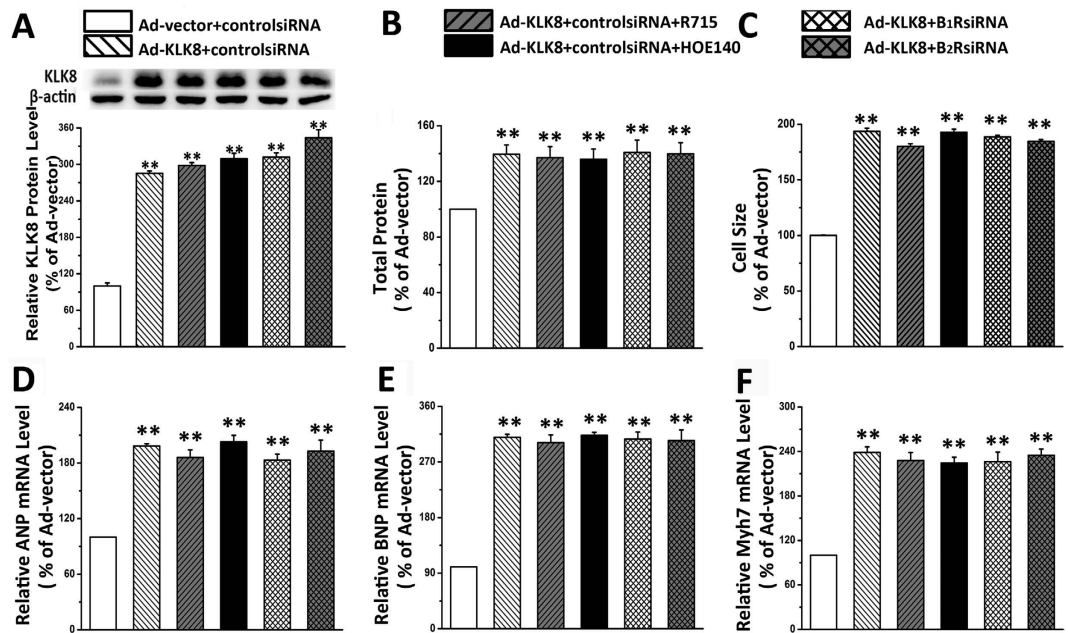 A
Ad-vector+controlsiRNA
Ad-KLK8+controlsiRNA
B
Ad-KLK8+controlsiRNA+R715
Ad-KLK8+controlsiRNA+HOE140
C
Ad-KLK8+B1RsiRNA
Ad-KLK8+B2RsiRNA
KLK8
β-actin
Relative KLK8 Protein Level
(% of Ad-vector)
360
300
240
180
120
60
0
** ** ** ** **
Total Protein
( % of Ad-vector)
160
120
80
40
0
** ** ** ** **
Cell Size
( % of Ad-vector)
200
150
100
50
0
** ** ** ** **
D
Relative ANP mRNA Level
( % of Ad-vector)
240
180
120
60
0
** ** ** ** **
E
Relative BNP mRNA Level
( % of Ad-vector)
360
270
180
90
0
** ** ** ** **
F
Relative Myh7 mRNA Level
( % of Ad-vector)
300
240
180
120
60
0
** ** ** ** **